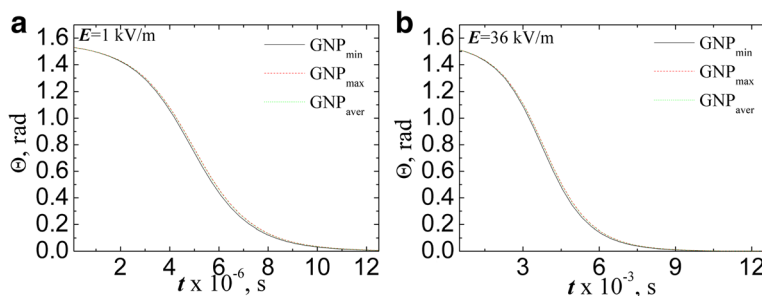 a
E=1 kV/m
GNPmin
GNPmax
GNPaver
1.6
1.4
1.2
1.0
0.8
0.6
0.4
0.2
0.0
Θ, rad
2 4 6 8 10 12
t x 10-6, s
b
E=36 kV/m
GNPmin
GNPmax
GNPaver
1.6
1.4
1.2
1.0
0.8
0.6
0.4
0.2
0.0
Θ, rad
3 6 9 12
t x 10-3, s